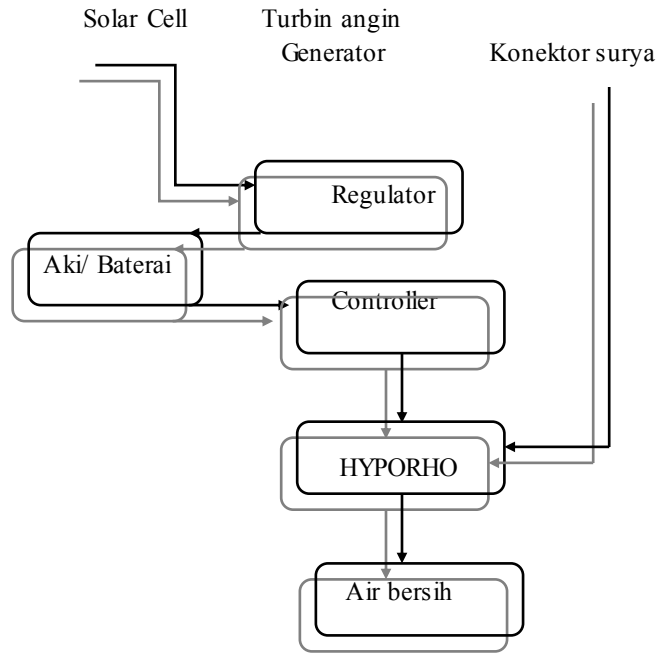 Solar Cell
Turbin angin
Generator
Konektor surya
Regulator
Aki/ Baterai
Controller
HYPORHO
Air bersih